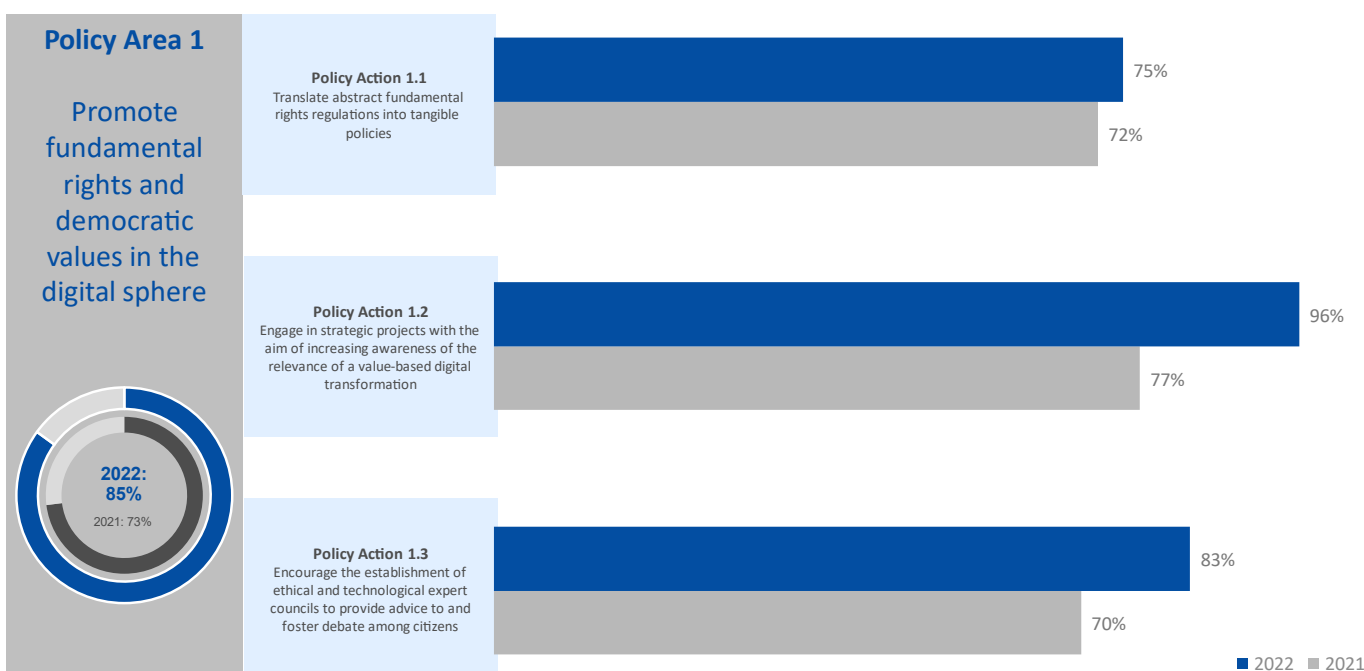 Policy Area 1
Promote
fundamental
rights and
democratic
values in the
digital sphere
2022:
85%
2021: 73%
Policy Action 1.1
Translate abstract fundamental
rights regulations into tangible
policies
75%
72%
Policy Action 1.2
Engage in strategic projects with the
aim of increasing awareness of the
relevance of a value-based digital
transformation
96%
77%
Policy Action 1.3
Encourage the establishment of
ethical and technological expert
councils to provide advice to and
foster debate among citizens
83%
70%
2022 2021